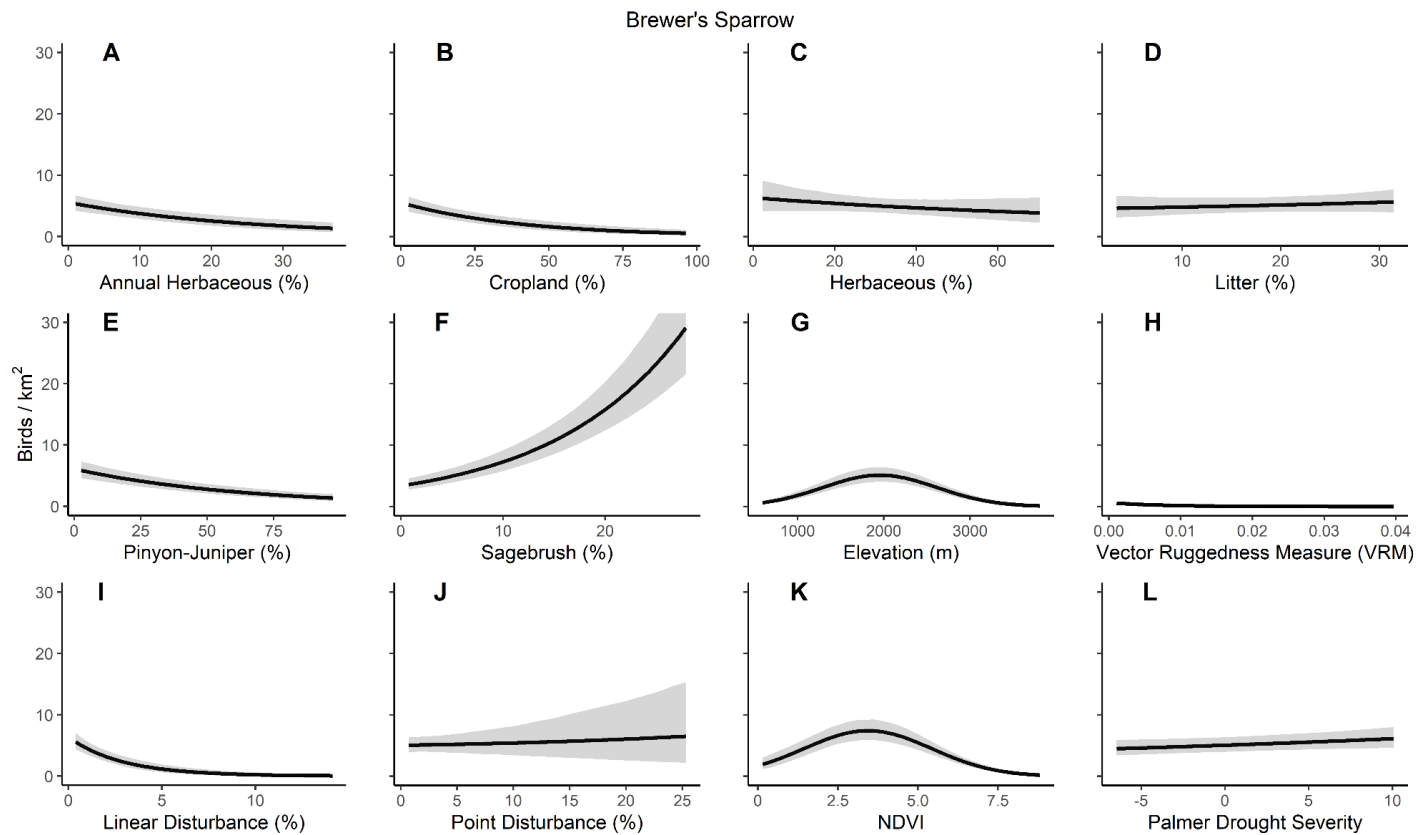 Brewer's Sparrow
A
B
C
D
30
20
10
0
0 10 20 30
0 25 50 75 100
0 20 40 60
10 20 30
Annual Herbaceous (%)
Cropland (%)
Herbaceous (%)
Litter (%)
Birds / km²
E
F
G
H
30
20
10
0
0 25 50 75
0 10 20
1000 2000 3000
0.00 0.01 0.02 0.03 0.04
Pinyon-Juniper (%)
Sagebrush (%)
Elevation (m)
Vector Ruggedness Measure (VRM)
I
J
K
L
30
20
10
0
0 5 10
0 5 10 15 20 25
0.0 2.5 5.0 7.5
-5 0 5 10
Linear Disturbance (%)
Point Disturbance (%)
NDVI
Palmer Drought Severity